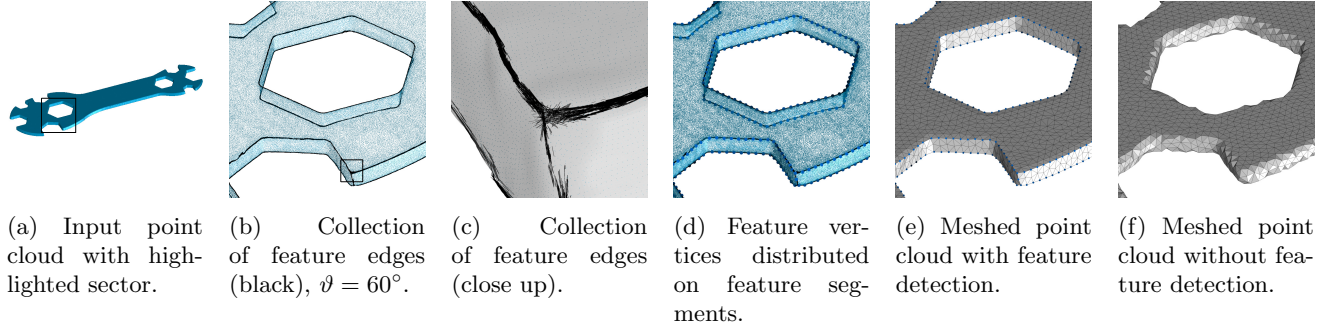 (a) Input point
cloud with high-
lighted sector.
(b) Collection
of feature edges
(black), ϑ = 60°.
(c) Collection
of feature edges
(close up).
(d) Feature ver-
tices distributed
on feature seg-
ments.
(e) Meshed point
cloud with feature
detection.
(f) Meshed point
cloud without fea-
ture detection.